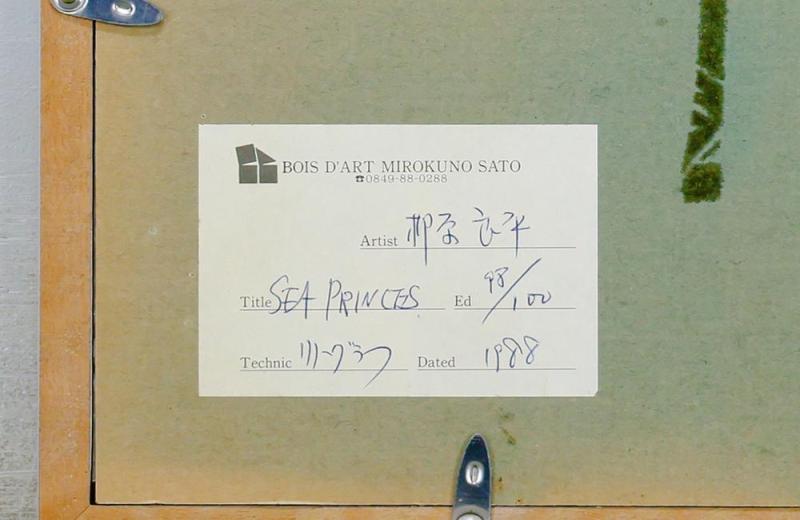 BOIS D'ART MIROKUNO SATO
☎0849-88-0288
Artist 柳原良平
Title SEA PRINCES Ed 98/100
Technic リトグラフ Dated 1988